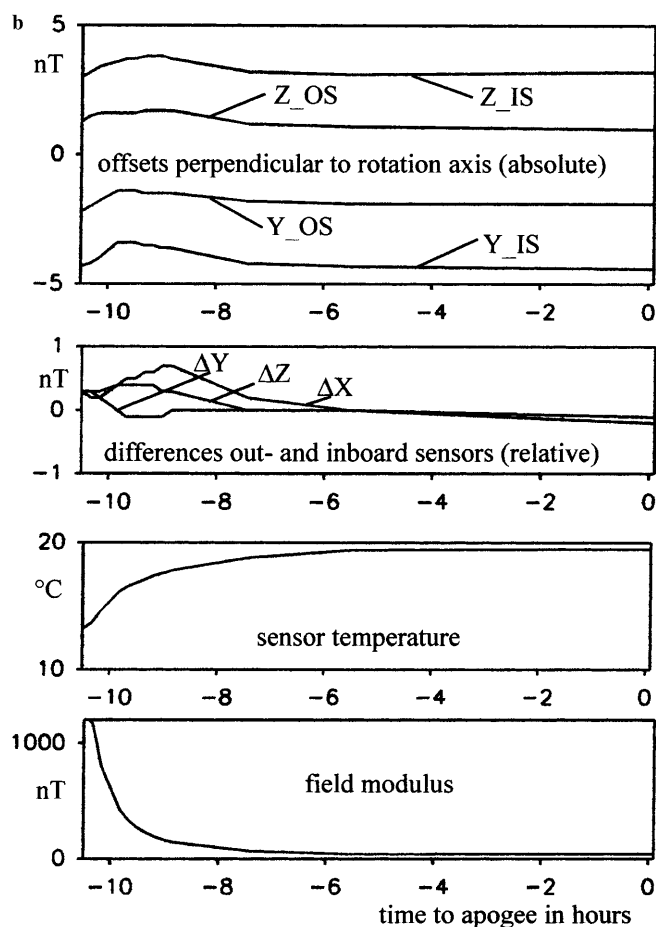 b
5
nT
Z_OS
Z_IS
0
offsets perpendicular to rotation axis (absolute)
Y_OS
Y_IS
−5
−10 −8 −6 −4 −2 0
1
nT
ΔY
ΔZ
ΔX
0
differences out- and inboard sensors (relative)
−1
−10 −8 −6 −4 −2 0
20
°C
sensor temperature
10
−10 −8 −6 −4 −2 0
1000
nT
field modulus
0
−10 −8 −6 −4 −2 0
time to apogee in hours